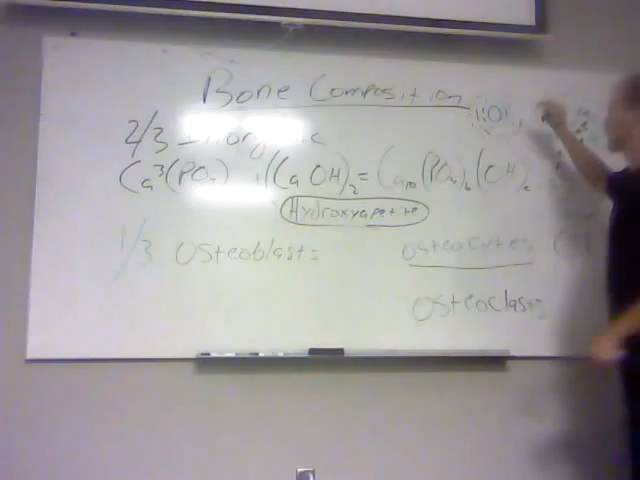 Bone Composition
2/3 Inorganic
Ca³(PO₄) (Ca OH)₂ = Ca₁₀(PO₄)₆(OH)₂
Hydroxyapetite
1/3 Osteoblast: osteocytes
Osteoclast: